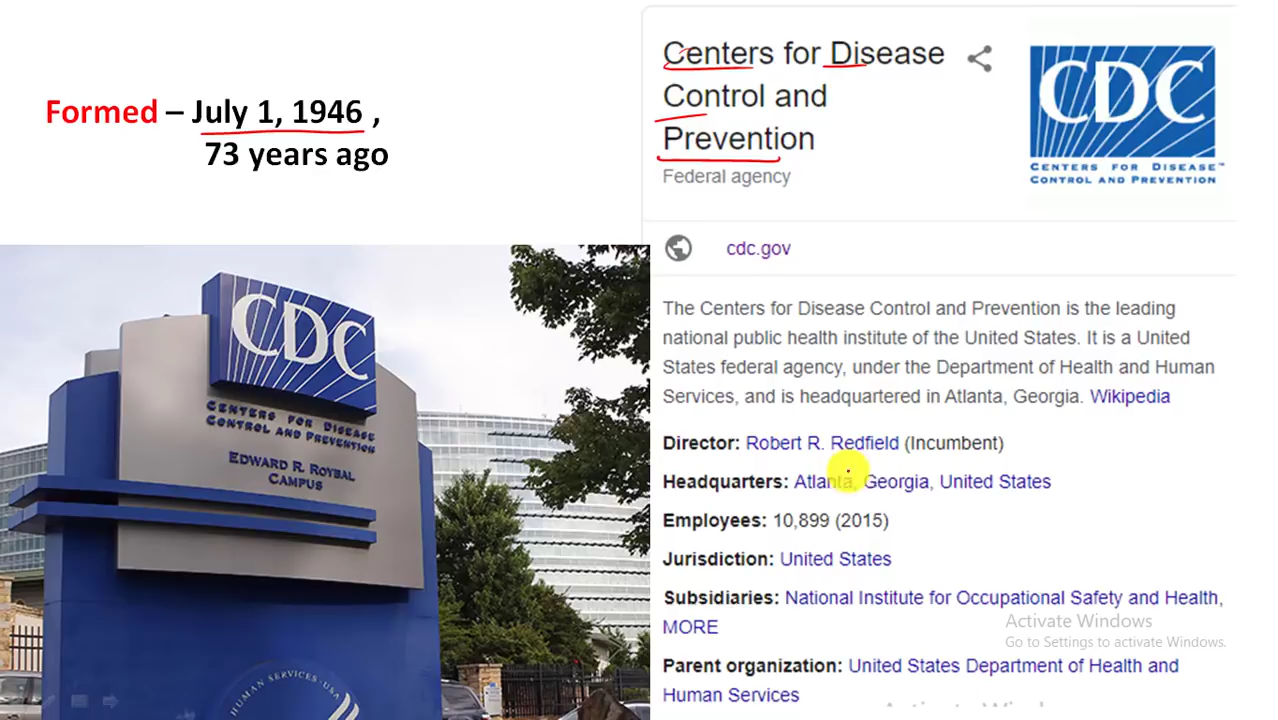 Formed – July 1, 1946 ,
73 years ago
Centers for Disease
Control and
Prevention
Federal agency
CDC
CENTERS FOR DISEASE™
CONTROL AND PREVENTION
cdc.gov
The Centers for Disease Control and Prevention is the leading
national public health institute of the United States. It is a United
States federal agency, under the Department of Health and Human
Services, and is headquartered in Atlanta, Georgia. Wikipedia
Director: Robert R. Redfield (Incumbent)
Headquarters: Atlanta, Georgia, United States
Employees: 10,899 (2015)
Jurisdiction: United States
Subsidiaries: National Institute for Occupational Safety and Health,
MORE
Parent organization: United States Department of Health and
Human Services
Activate Windows
Go to Settings to activate Windows.
CDC
CENTERS FOR DISEASE
CONTROL AND PREVENTION
EDWARD R. ROYBAL
CAMPUS
HUMAN SERVICES·USA